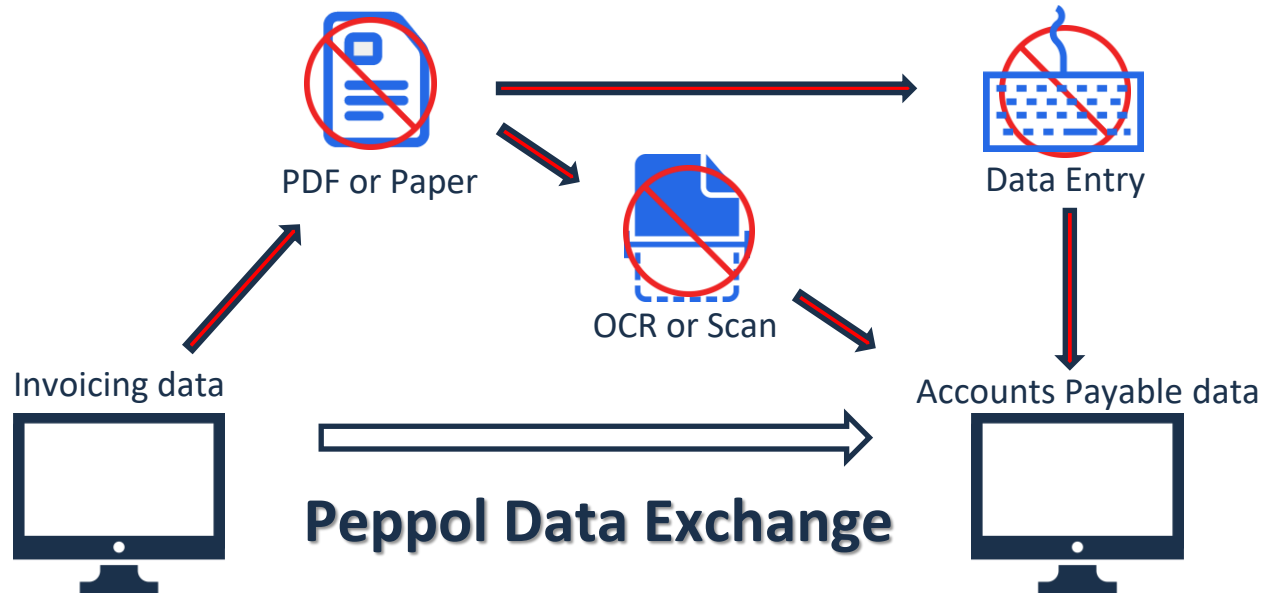 PDF or Paper
Data Entry
OCR or Scan
Invoicing data
Accounts Payable data
Peppol Data Exchange